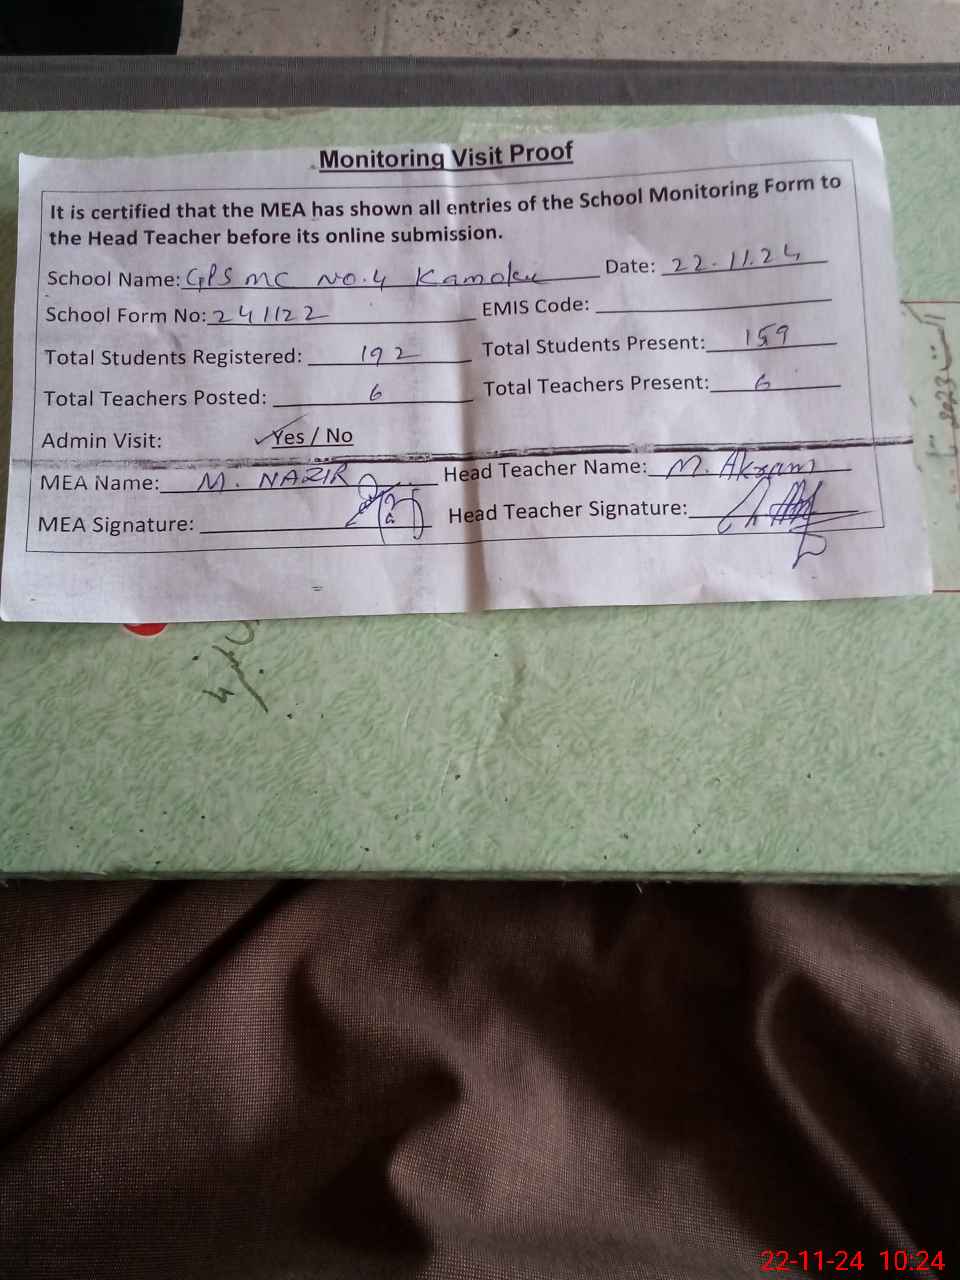 Monitoring Visit Proof
It is certified that the MEA has shown all entries of the School Monitoring Form to
the Head Teacher before its online submission.
School Name: GPS MC No.4 Kamoke Date: 22.11.24
School Form No: 241122 EMIS Code:
Total Students Registered: 192 Total Students Present: 159
Total Teachers Posted: 6 Total Teachers Present: 6
Admin Visit: Yes / No
MEA Name: M. NAZIR Head Teacher Name: M. Akram
MEA Signature: Head Teacher Signature:
2023
22-11-24 10:24